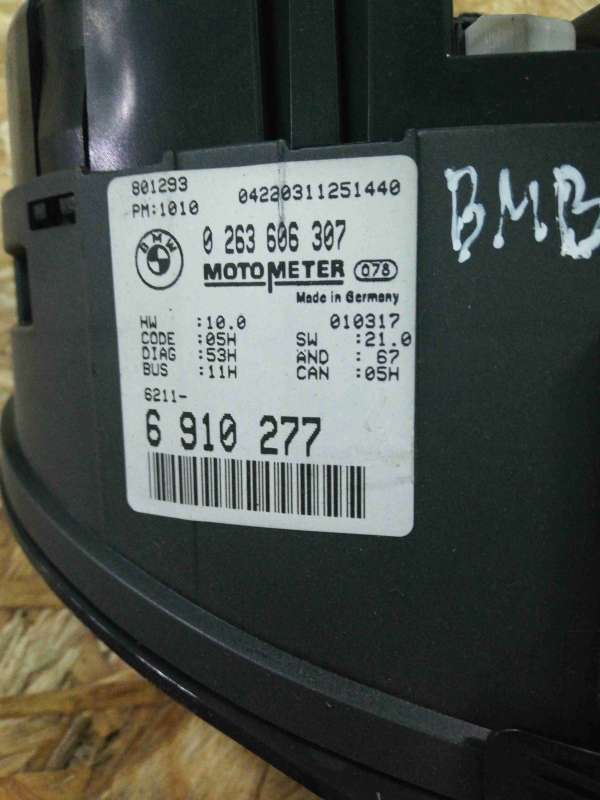 801293 04220311251440
PM:1010
BMW 0 263 606 307
MOTOMETER 078
Made in Germany
HW :10.0 010317
CODE :05H SW :21.0
DIAG :53H AND : 67
BUS :11H CAN :05H
6211-
6 910 277
BMB